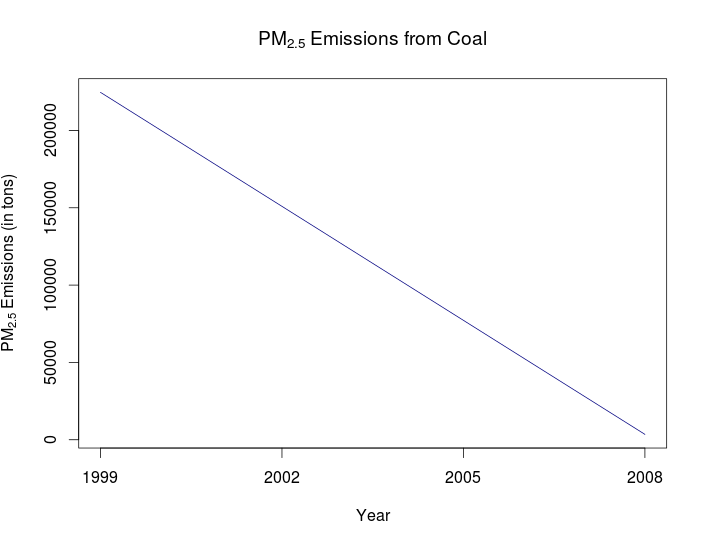 PM2.5 Emissions from Coal
PM2.5 Emissions (in tons)
200000
150000
100000
50000
0
1999 2002 2005 2008
Year